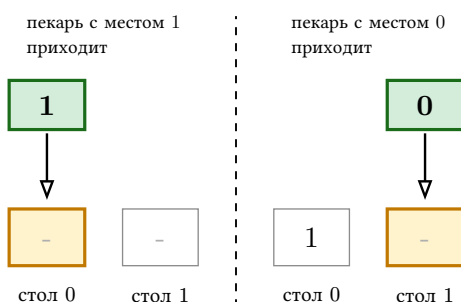 пекарь с местом 1
приходит
1
-
-
стол 0
стол 1
пекарь с местом 0
приходит
0
1
-
стол 0
стол 1